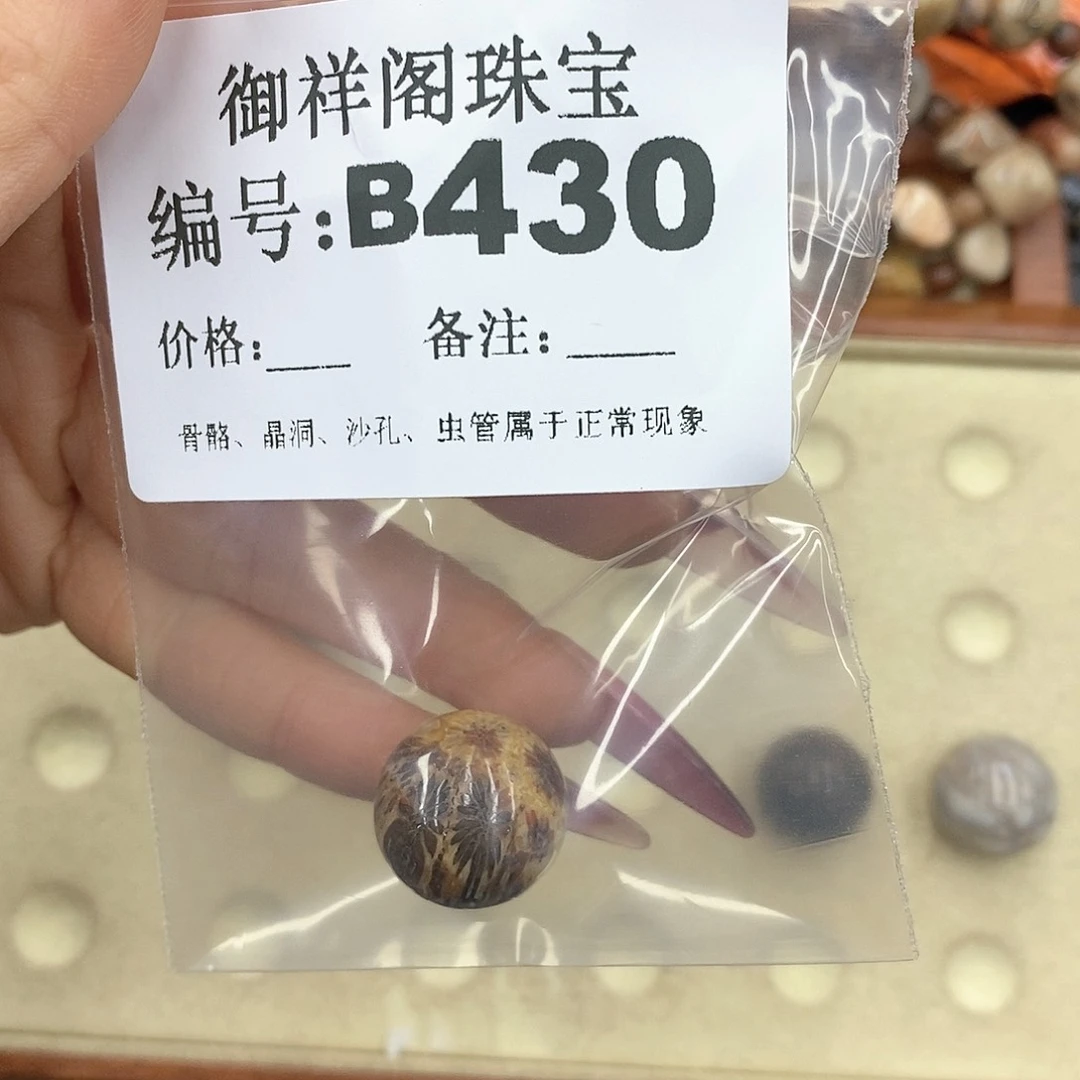 御祥阁珠宝
编号:B430
价格:___ 备注:____
骨骼、晶洞、沙孔、虫管属于正常现象